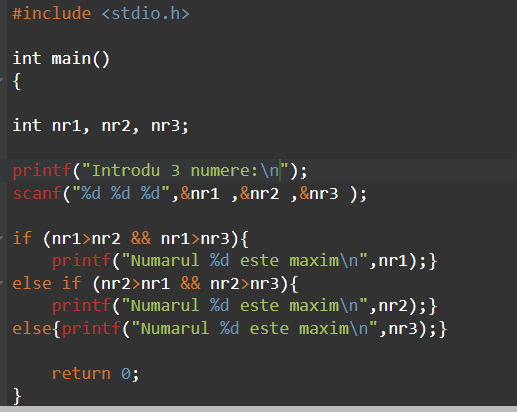 #include <stdio.h>
int main()
{
int nr1, nr2, nr3;
printf("Introdu 3 numere:\n");
scanf("%d %d %d",&nr1 ,&nr2 ,&nr3 );
if (nr1>nr2 && nr1>nr3){
    printf("Numarul %d este maxim\n",nr1);}
else if (nr2>nr1 && nr2>nr3){
    printf("Numarul %d este maxim\n",nr2);}
else{printf("Numarul %d este maxim\n",nr3);}
    return 0;
}